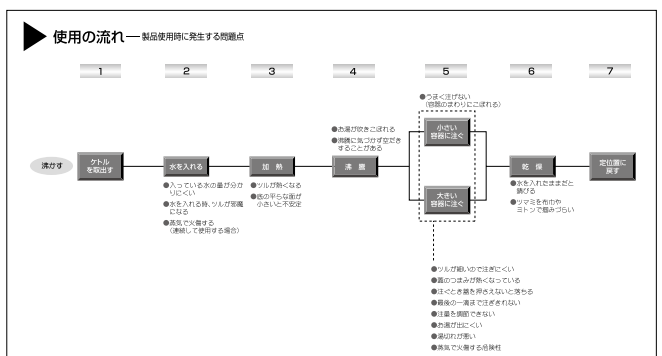 使用の流れ―製品使用時に発生する問題点
1
2
3
4
5
6
7
●うまく注げない
(容器のまわりにこぼれる)
●お湯が吹きこぼれる
●沸騰に気づかず空だき
することがある
沸かす
ケトル
を取出す
水を入れる
加 熱
沸 騰
小さい
容器に注ぐ
大きい
容器に注ぐ
乾 燥
定位置に
戻す
●入っている水の量が分か
りにくい
●水を入れる時、ツルが邪魔
になる
●蒸気で火傷する
(連続して使用する場合)
●ツルが熱くなる
●底の平らな面が
小さいと不安定
●水を入れたままだと
錆びる
●ツマミを布巾や
ミトンで掴みづらい
●ツルが細いので注ぎにくい
●蓋のつまみが熱くなっている
●注ぐとき蓋を押さえないと落ちる
●最後の一滴まで注ぎきれない
●注量を調節できない
●お湯が出にくい
●湯切れが悪い
●蒸気で火傷する危険性